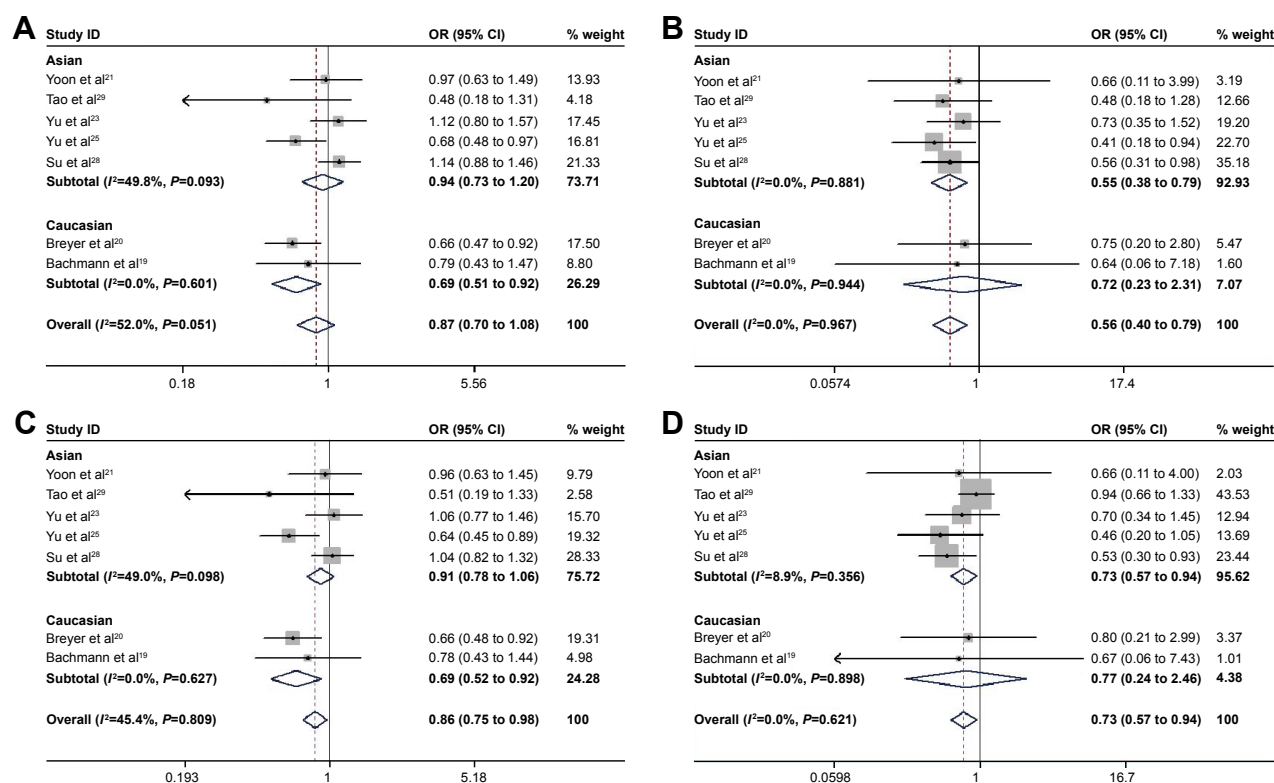 A
Study ID OR (95% CI) % weight
Asian
Yoon et al21 0.97 (0.63 to 1.49) 13.93
Tao et al29 0.48 (0.18 to 1.31) 4.18
Yu et al23 1.12 (0.80 to 1.57) 17.45
Yu et al25 0.68 (0.48 to 0.97) 16.81
Su et al28 1.14 (0.88 to 1.46) 21.33
Subtotal (I2=49.8%, P=0.093) 0.94 (0.73 to 1.20) 73.71
Caucasian
Breyer et al20 0.66 (0.47 to 0.92) 17.50
Bachmann et al19 0.79 (0.43 to 1.47) 8.80
Subtotal (I2=0.0%, P=0.601) 0.69 (0.51 to 0.92) 26.29
Overall (I2=52.0%, P=0.051) 0.87 (0.70 to 1.08) 100
0.18 1 5.56
B
Study ID OR (95% CI) % weight
Asian
Yoon et al21 0.66 (0.11 to 3.99) 3.19
Tao et al29 0.48 (0.18 to 1.28) 12.66
Yu et al23 0.73 (0.35 to 1.52) 19.20
Yu et al25 0.41 (0.18 to 0.94) 22.70
Su et al28 0.56 (0.31 to 0.98) 35.18
Subtotal (I2=0.0%, P=0.881) 0.55 (0.38 to 0.79) 92.93
Caucasian
Breyer et al20 0.75 (0.20 to 2.80) 5.47
Bachmann et al19 0.64 (0.06 to 7.18) 1.60
Subtotal (I2=0.0%, P=0.944) 0.72 (0.23 to 2.31) 7.07
Overall (I2=0.0%, P=0.967) 0.56 (0.40 to 0.79) 100
0.0574 1 17.4
C
Study ID OR (95% CI) % weight
Asian
Yoon et al21 0.96 (0.63 to 1.45) 9.79
Tao et al29 0.51 (0.19 to 1.33) 2.58
Yu et al23 1.06 (0.77 to 1.46) 15.70
Yu et al25 0.64 (0.45 to 0.89) 19.32
Su et al28 1.04 (0.82 to 1.32) 28.33
Subtotal (I2=49.0%, P=0.098) 0.91 (0.78 to 1.06) 75.72
Caucasian
Breyer et al20 0.66 (0.48 to 0.92) 19.31
Bachmann et al19 0.78 (0.43 to 1.44) 4.98
Subtotal (I2=0.0%, P=0.627) 0.69 (0.52 to 0.92) 24.28
Overall (I2=45.4%, P=0.809) 0.86 (0.75 to 0.98) 100
0.193 1 5.18
D
Study ID OR (95% CI) % weight
Asian
Yoon et al21 0.66 (0.11 to 4.00) 2.03
Tao et al29 0.94 (0.66 to 1.33) 43.53
Yu et al23 0.70 (0.34 to 1.45) 12.94
Yu et al25 0.46 (0.20 to 1.05) 13.69
Su et al28 0.53 (0.30 to 0.93) 23.44
Subtotal (I2=8.9%, P=0.356) 0.73 (0.57 to 0.94) 95.62
Caucasian
Breyer et al20 0.80 (0.21 to 2.99) 3.37
Bachmann et al19 0.67 (0.06 to 7.43) 1.01
Subtotal (I2=0.0%, P=0.898) 0.77 (0.24 to 2.46) 4.38
Overall (I2=0.0%, P=0.621) 0.73 (0.57 to 0.94) 100
0.0598 1 16.7